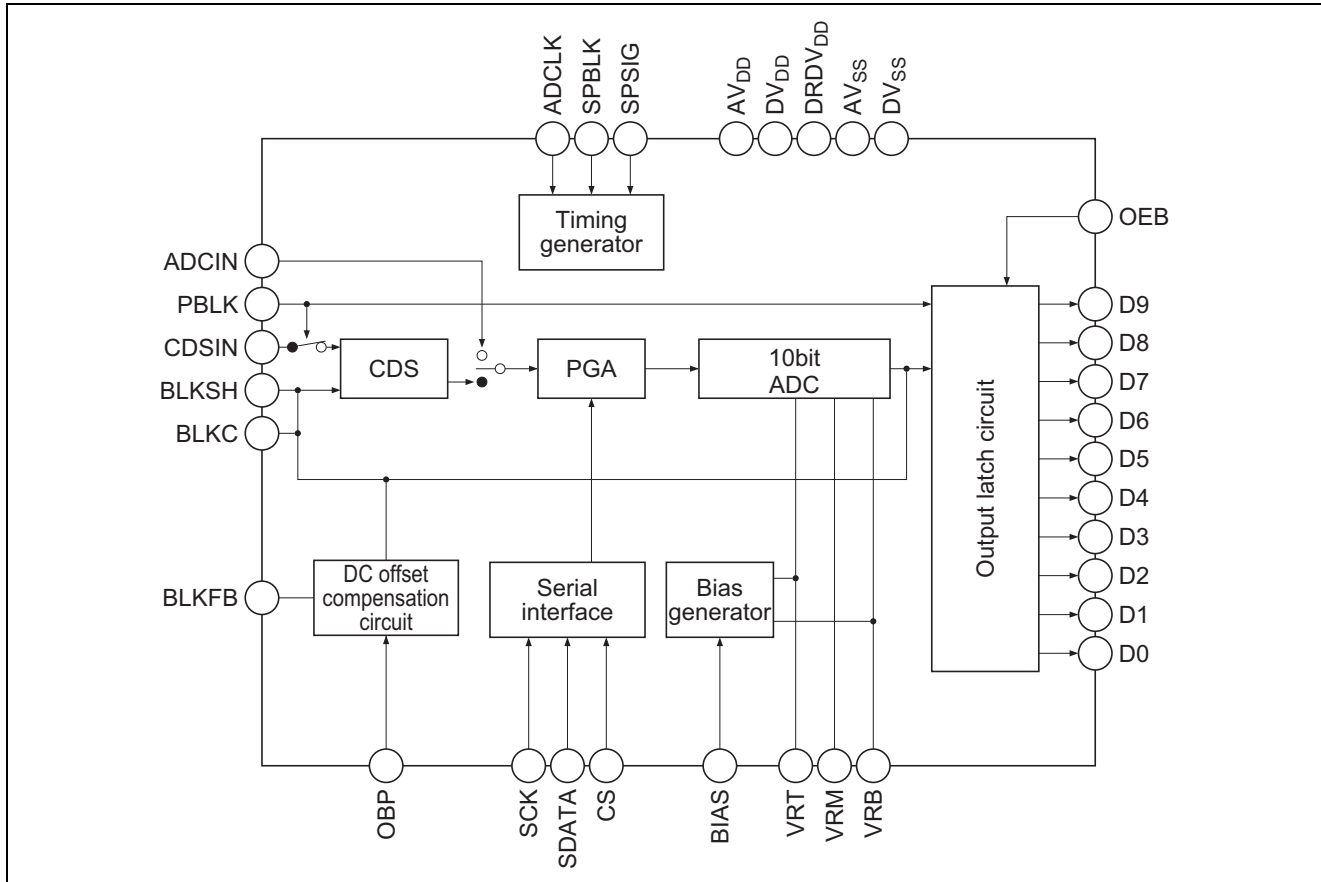 ADCLK
SPBLK
SPSIG
AVDD
DVDD
DRDVDD
AVSS
DVSS
Timing
generator
OEB
ADCIN
PBLK
CDSIN
BLKSH
BLKC
CDS
PGA
10bit
ADC
Output latch circuit
D9
D8
D7
D6
D5
D4
D3
D2
D1
D0
BLKFB
DC offset
compensation
circuit
Serial
interface
Bias
generator
OBP
SCK
SDATA
CS
BIAS
VRT
VRM
VRB